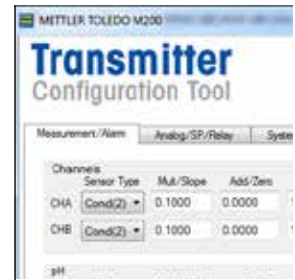 METTLER TOLEDO M200
Transmitter
Configuration Tool
Measurement/Alarm Analog/SP/Relay
Channels
Sensor Type Mult/Slope Add/Zero
CHA Cond(2) 0.1000 0.0000
CHB Cond(2) 0.1000 0.0000
pH